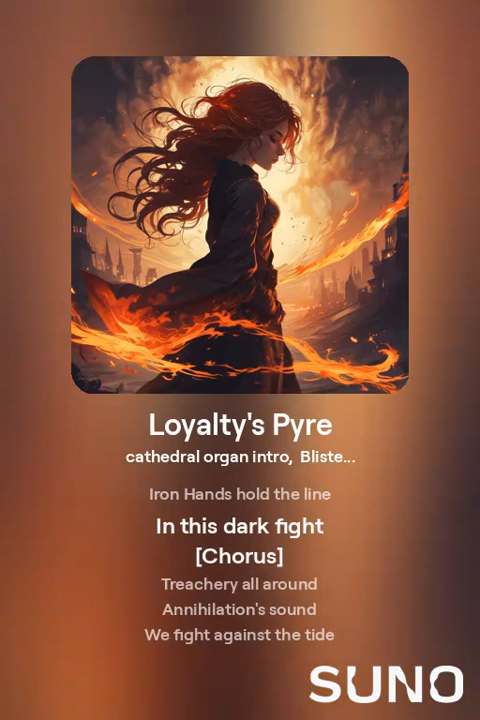 Loyalty's Pyre
cathedral organ intro, Bliste...
Iron Hands hold the line
In this dark fight
[Chorus]
Treachery all around
Annihilation's sound
We fight against the tide
SUNO